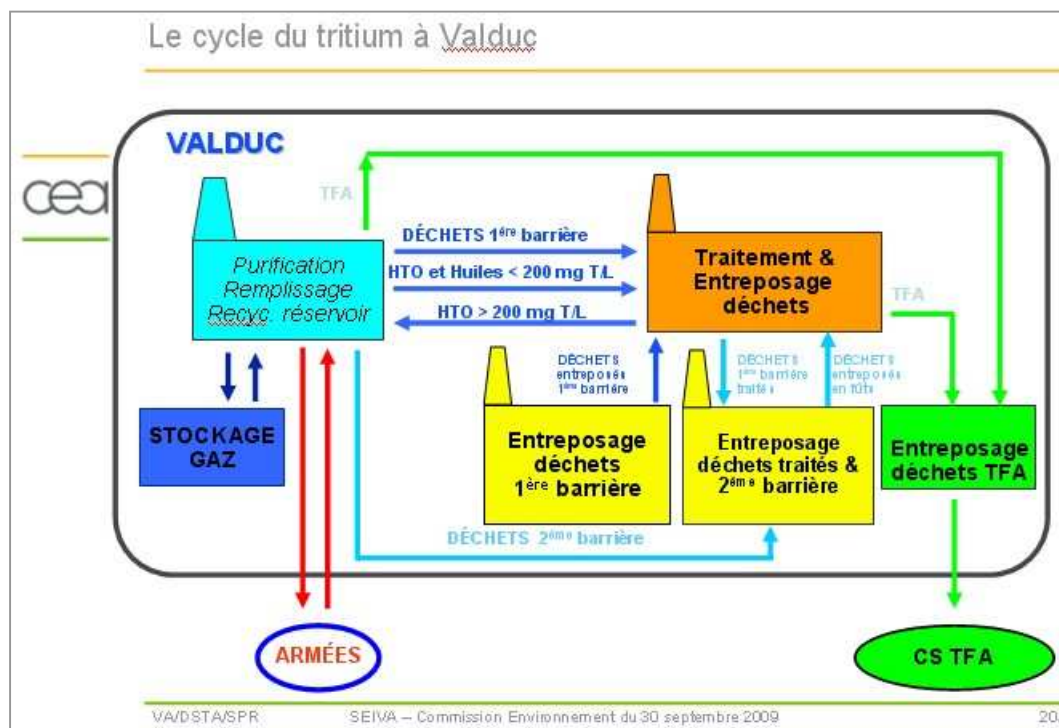 Le cycle du tritium à Valduc
cea
VALDUC
TFA
DÉCHETS 1ère barrière
HTO et Huiles < 200 mg T/L
HTO > 200 mg T/L
Purification
Remplissage
Recyc. réservoir
Traitement &
Entreposage
déchets
TFA
DÉCHETS
entreposés
1ère barrière
DÉCHETS
1ère barrière
traités
DÉCHETS
entreposés
en fûts
STOCKAGE
GAZ
Entreposage
déchets
1ère barrière
Entreposage
déchets traités &
2ème barrière
Entreposage
déchets TFA
DÉCHETS 2ème barrière
ARMÉES
CS TFA
VA/DSTA/SPR
SEIVA – Commission Environnement du 30 septembre 2009
20